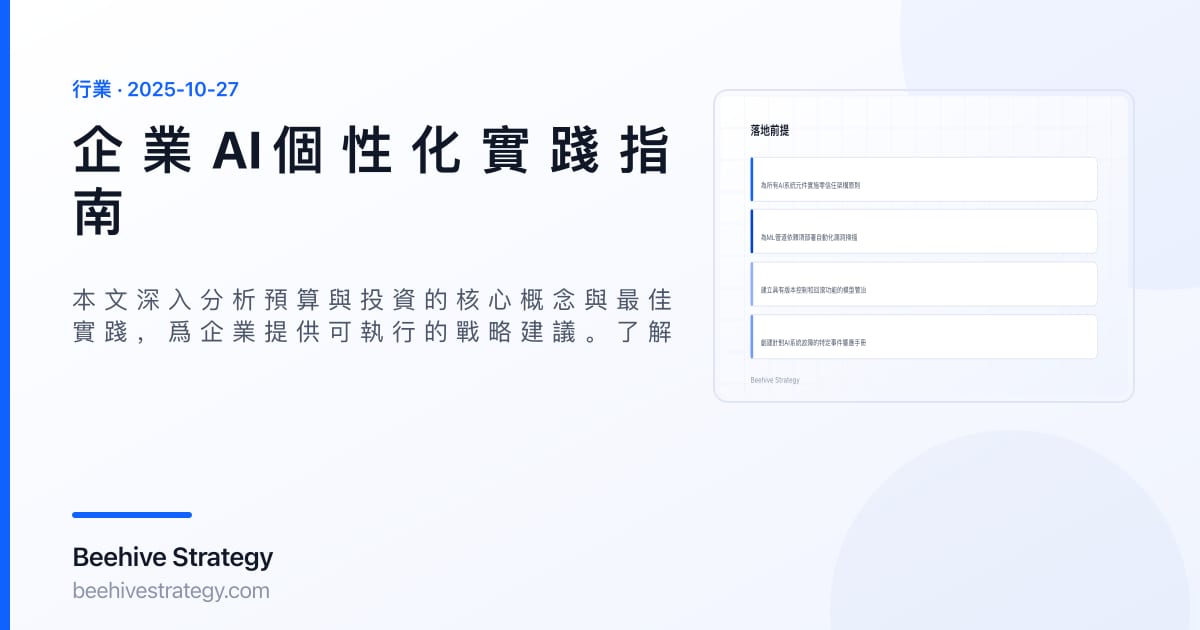 行業 · 2025-10-27
企業AI個性化實踐指
南
本文深入分析預算與投資的核心概念與最佳
實踐，爲企業提供可執行的戰略建議。了解
落地前提
為所有AI系統元件實施零信任架構原則
為ML管道依賴項部署自動化漏洞掃描
建立具有版本控制和回滾功能的模型管治
創建針對AI系統故障的特定事件響應手冊
Beehive Strategy
Beehive Strategy
beehivestrategy.com